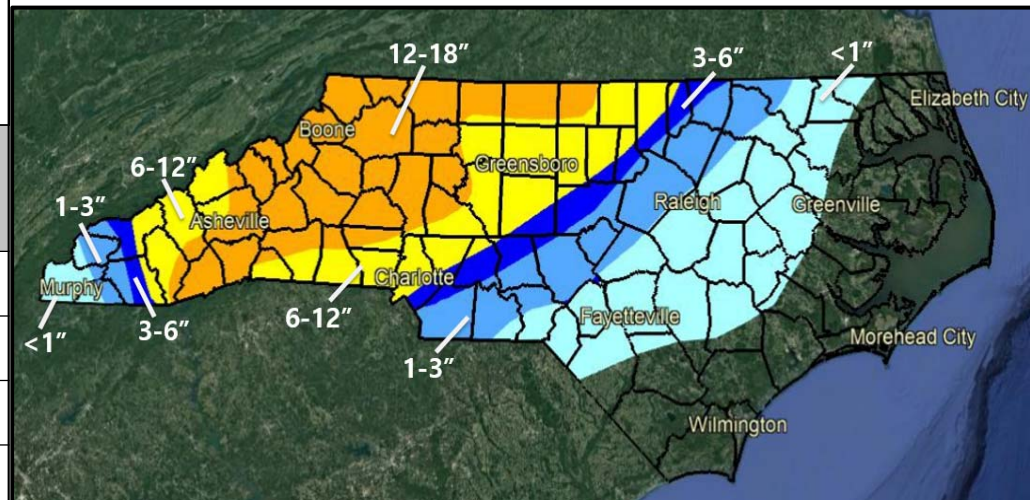 12-18”
3-6”
<1”
Elizabeth City
Boone
Greensboro
6-12”
1-3”
Asheville
Raleigh
Greenville
Murphy
Charlotte
<1”
3-6”
6-12”
Fayetteville
1-3”
Morehead City
Wilmington